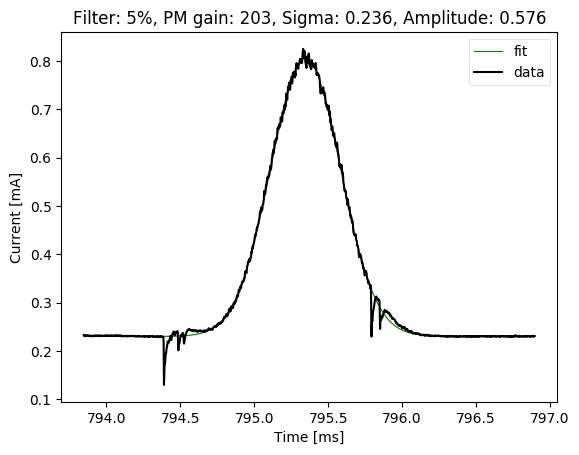 Filter: 5%, PM gain: 203, Sigma: 0.236, Amplitude: 0.576
fit
data
Current [mA]
0.8
0.7
0.6
0.5
0.4
0.3
0.2
0.1
794.0 794.5 795.0 795.5 796.0 796.5 797.0
Time [ms]